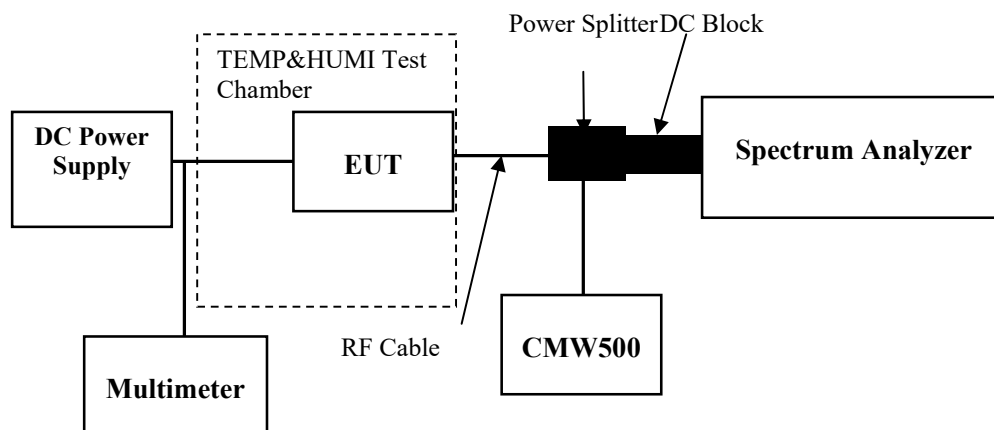 Power SplitterDC Block
TEMP&HUMI Test
Chamber
DC Power
Supply
EUT
Spectrum Analyzer
RF Cable
CMW500
Multimeter